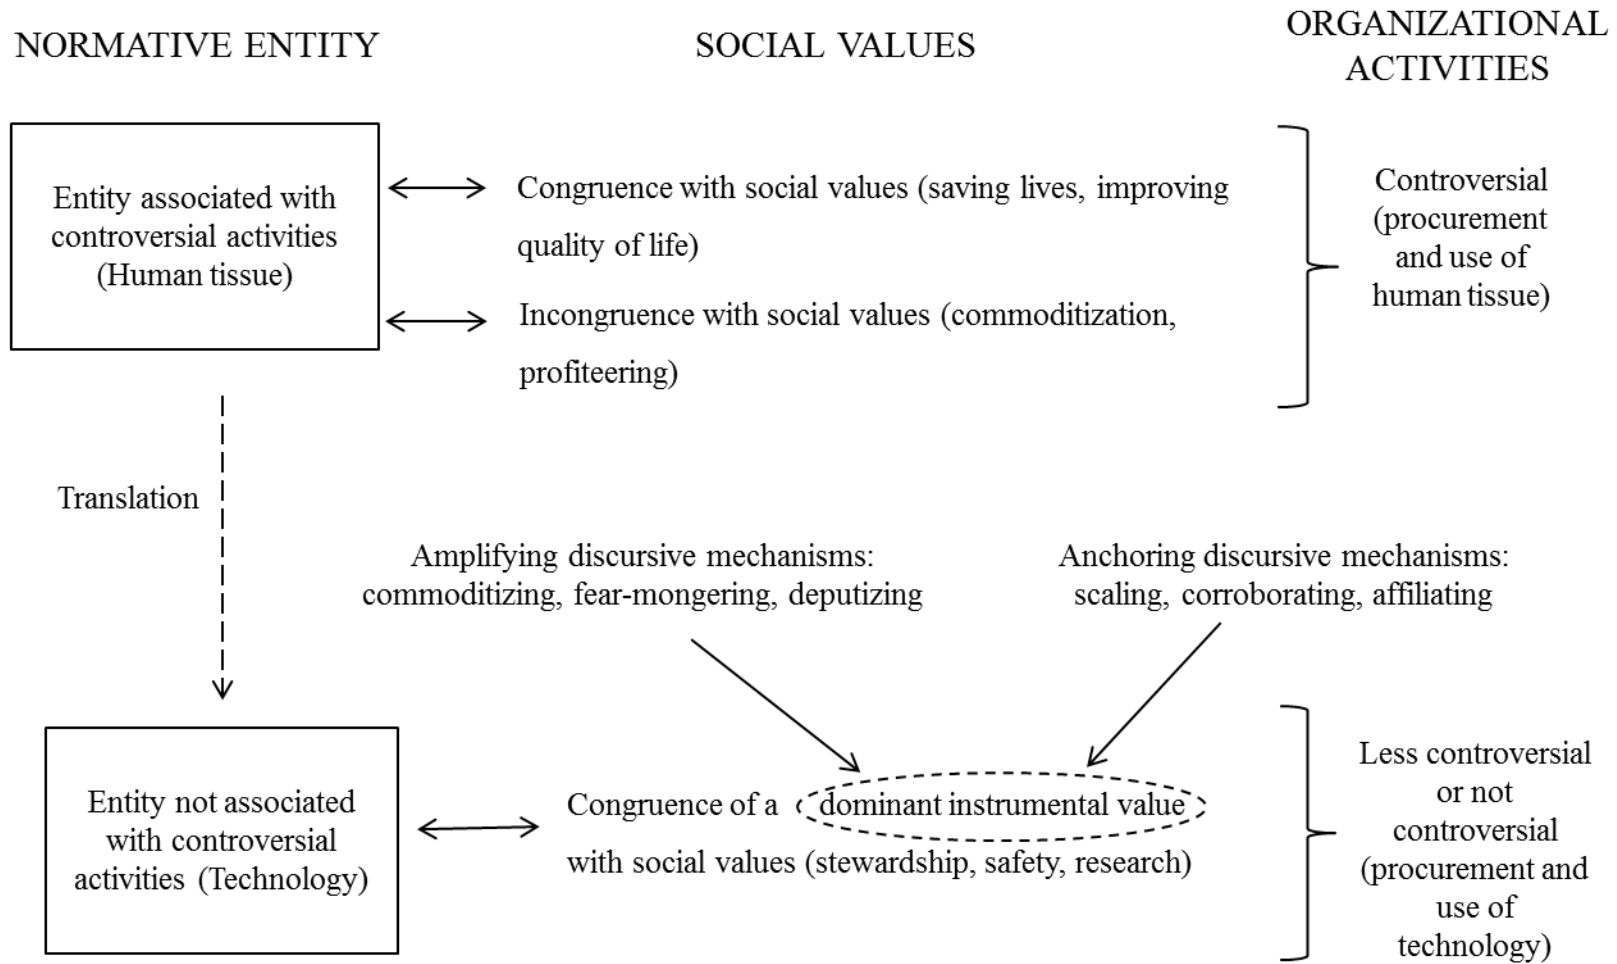 NORMATIVE ENTITY
SOCIAL VALUES
ORGANIZATIONAL
ACTIVITIES
Entity associated with
controversial activities
(Human tissue)
Congruence with social values (saving lives, improving
quality of life)
Incongruence with social values (commoditization,
profiteering)
Controversial
(procurement
and use of
human tissue)
Translation
Amplifying discursive mechanisms:
commoditizing, fear-mongering, deputizing
Anchoring discursive mechanisms:
scaling, corroborating, affiliating
Entity not associated
with controversial
activities (Technology)
Congruence of a dominant instrumental value
with social values (stewardship, safety, research)
Less controversial
or not
controversial
(procurement and
use of
technology)